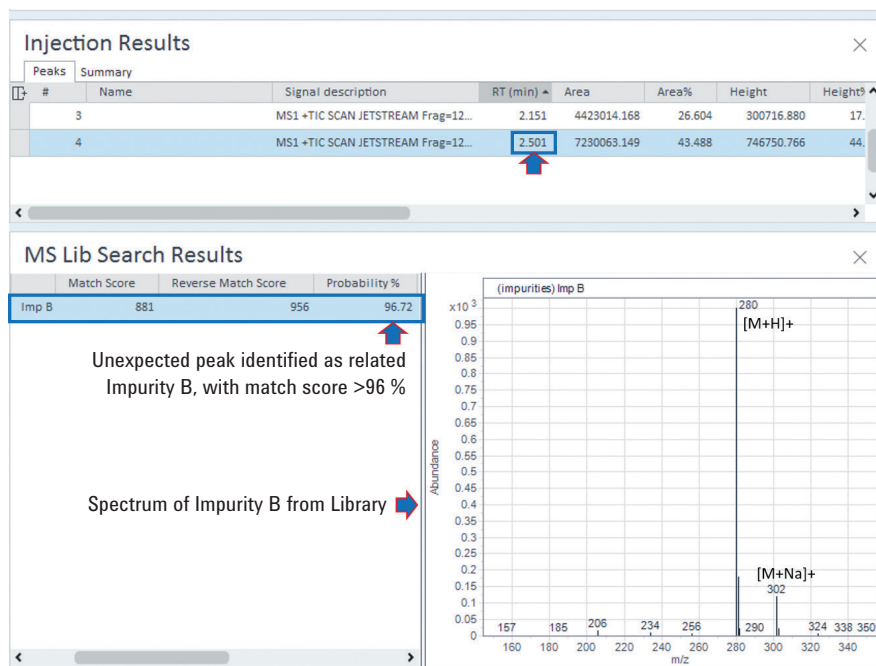 Injection Results
Peaks Summary
# Name Signal description RT (min) Area Area% Height Height%
3 MS1 +TIC SCAN JETSTREAM Frag=12... 2.151 4423014.168 26.604 300716.880 17.
4 MS1 +TIC SCAN JETSTREAM Frag=12... 2.501 7230063.149 43.488 746750.766 44.
MS Lib Search Results
Match Score Reverse Match Score Probability %
Imp B 881 956 96.72
Unexpected peak identified as related
Impurity B, with match score >96 %
Spectrum of Impurity B from Library
(impurities) Imp B
x10 3
280
[M+H]+
0.95
0.9
0.85
0.8
0.75
0.7
0.65
0.6
0.55
0.5
0.45
0.4
0.35
0.3
0.25
0.2
0.15
0.1
0.05
0
Abundance
[M+Na]+
302
157 185 206 234 256 290 324 338 350
160 180 200 220 240 260 280 300 320 340
m/z